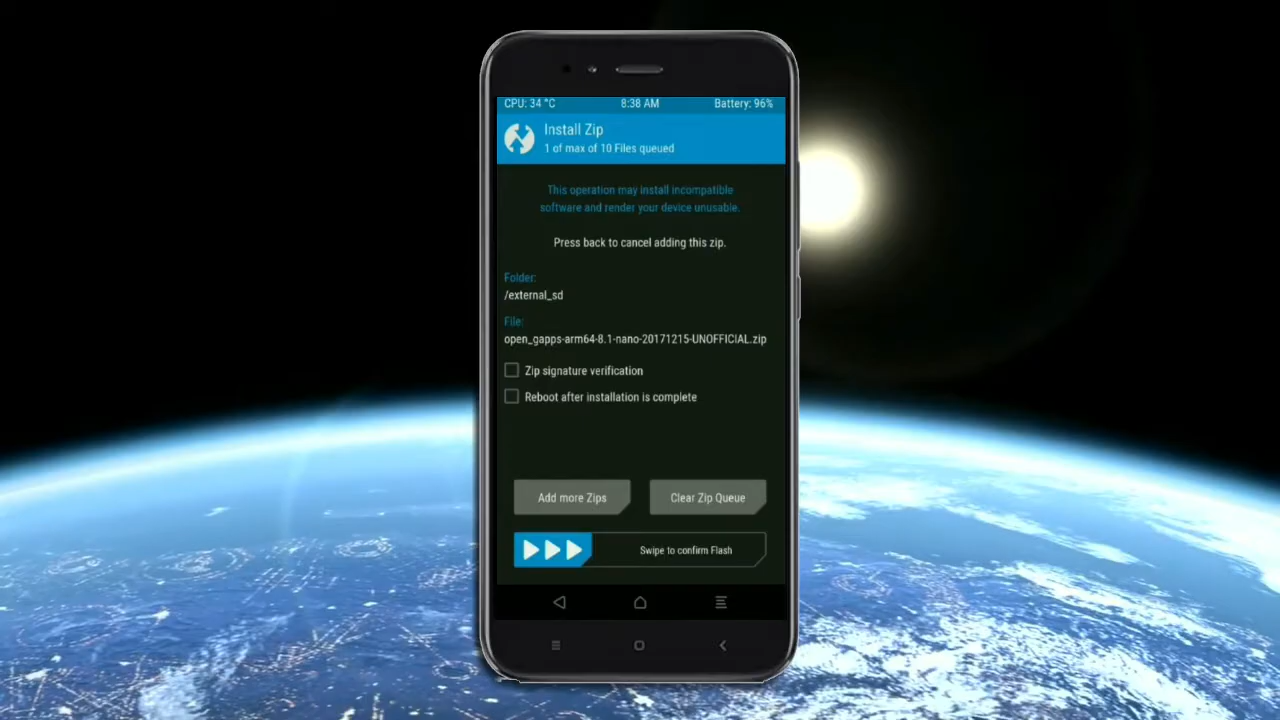 CPU: 34 °C 8:38 AM Battery: 96%
Install Zip
1 of max of 10 Files queued
This operation may install incompatible
software and render your device unusable.
Press back to cancel adding this zip.
Folder:
/external_sd
File:
open_gapps-arm64-8.1-nano-20171215-UNOFFICIAL.zip
Zip signature verification
Reboot after installation is complete
Add more Zips Clear Zip Queue
Swipe to confirm Flash